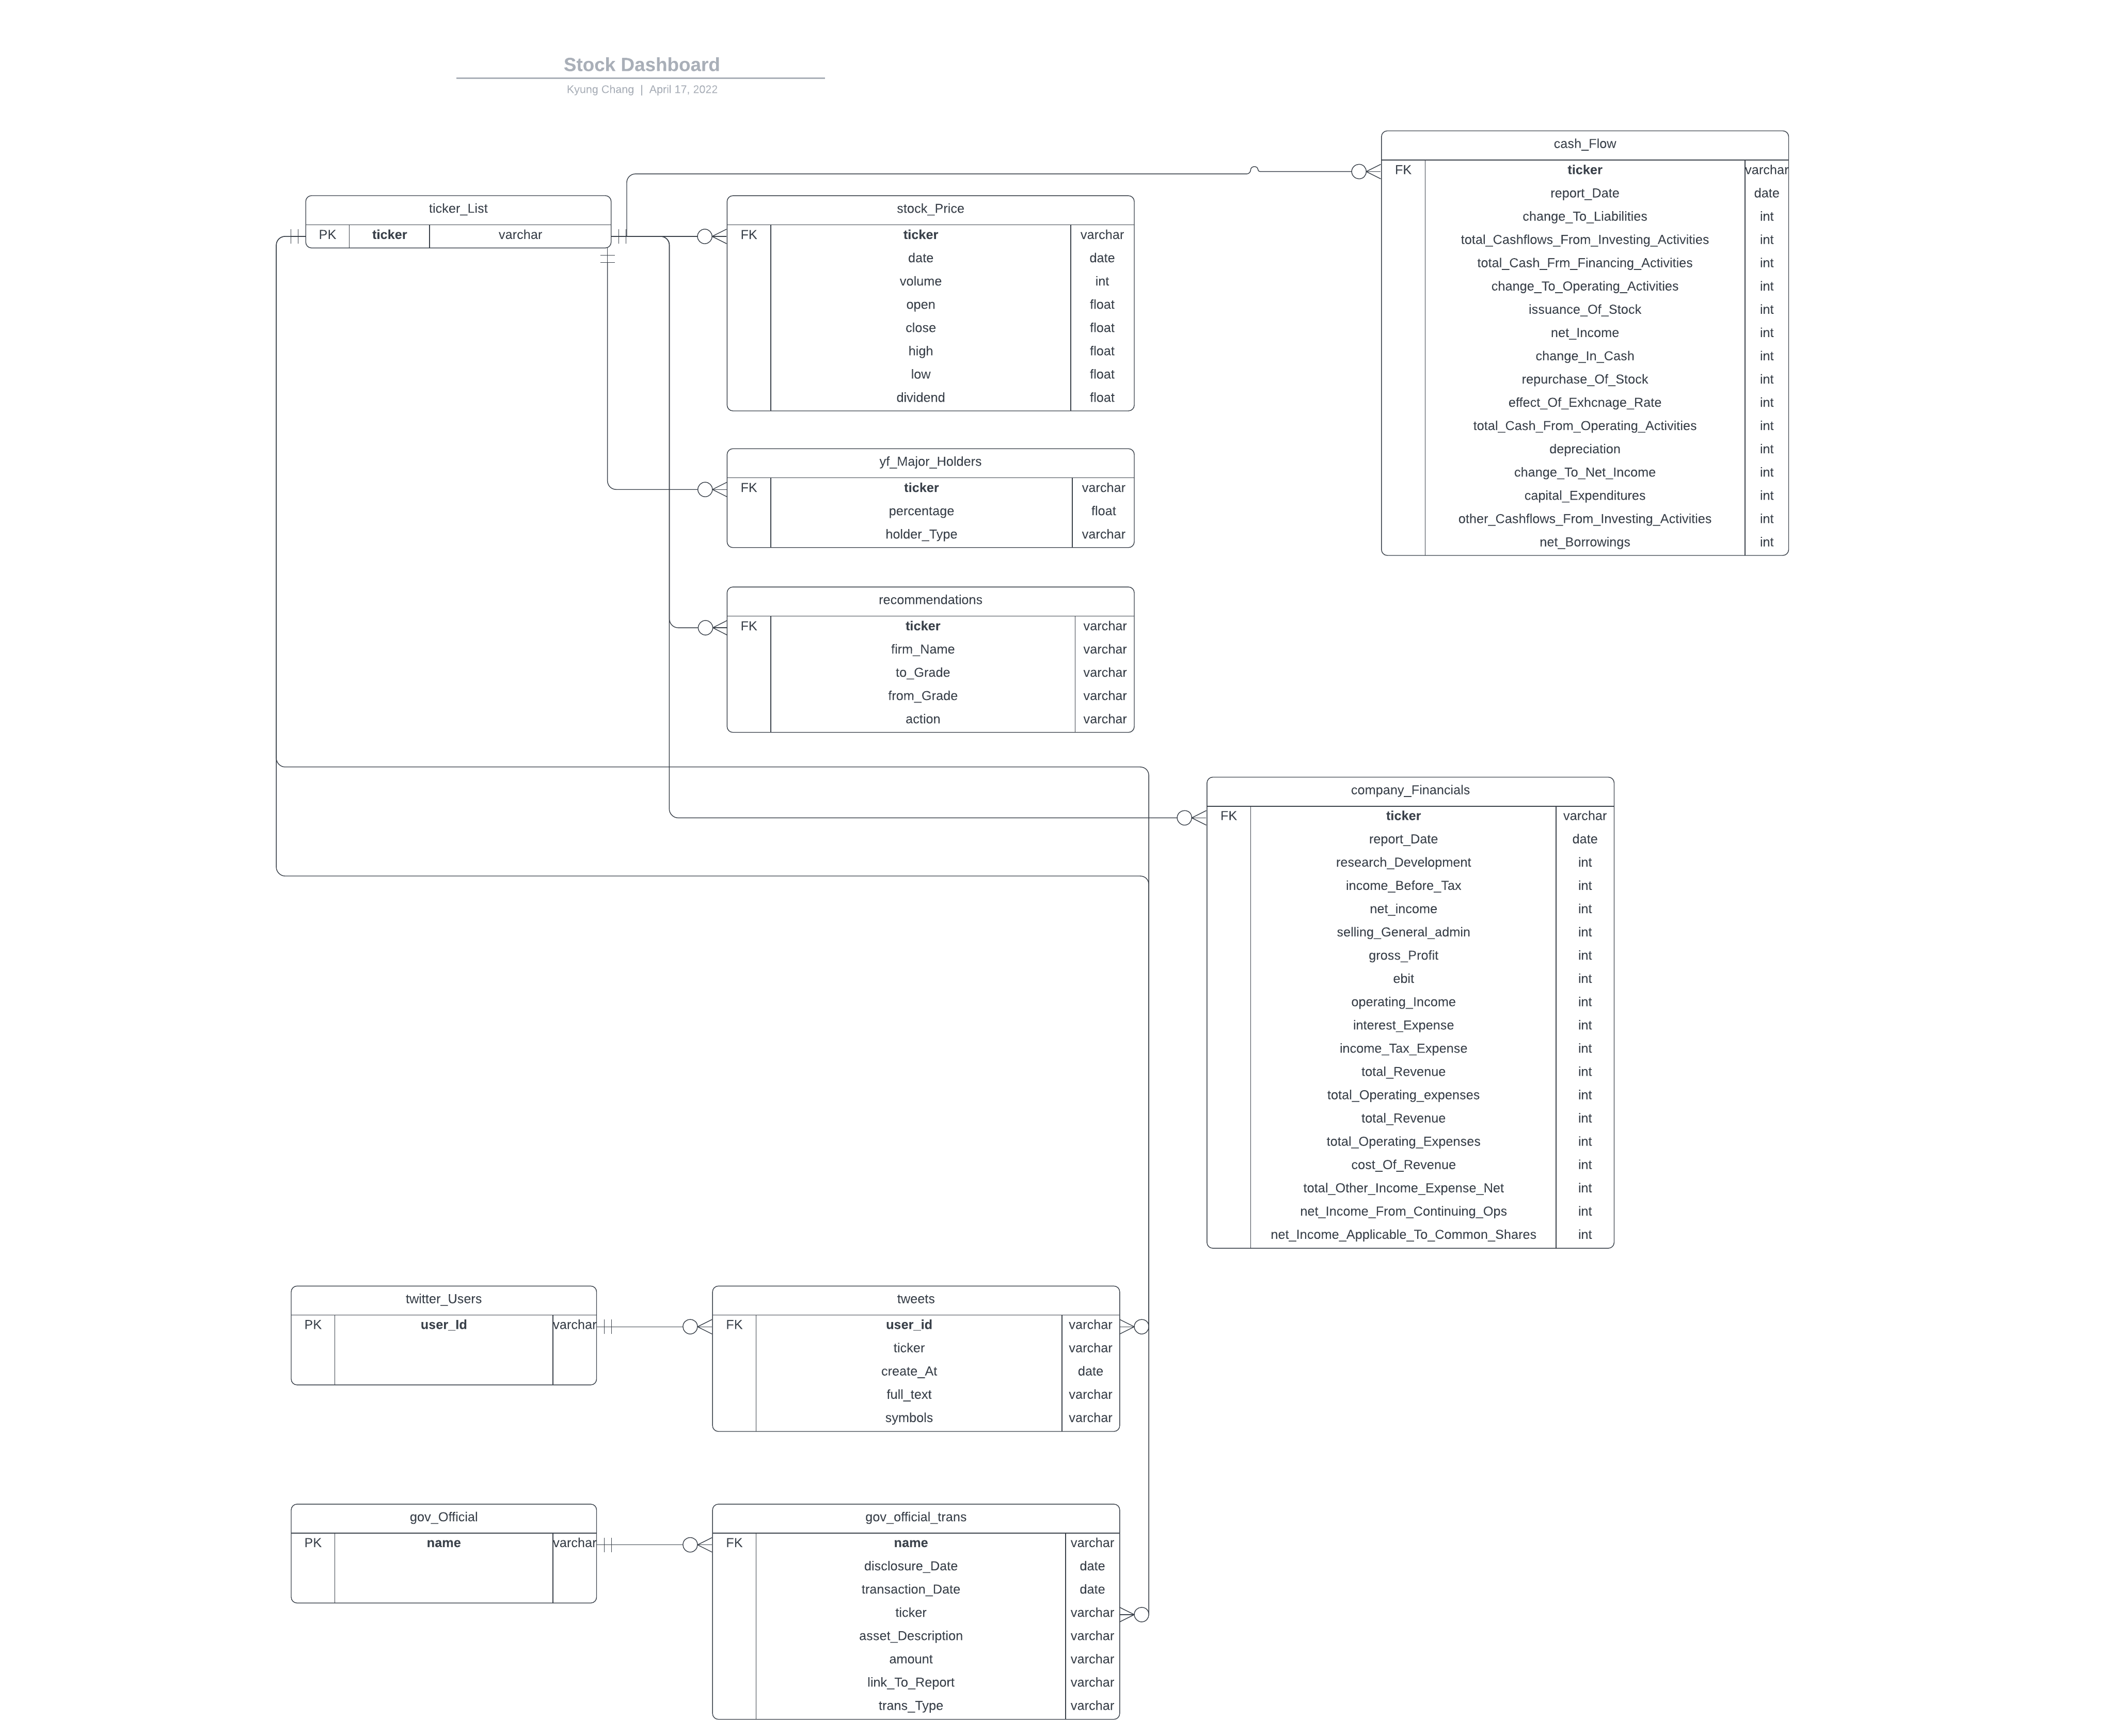 Stock Dashboard
Kyung Chang | April 17, 2022
cash_Flow
FK ticker varchar
report_Date date
change_To_Liabilities int
total_Cashflows_From_Investing_Activities int
total_Cash_Frm_Financing_Activities int
change_To_Operating_Activities int
issuance_Of_Stock int
net_Income int
change_In_Cash int
repurchase_Of_Stock int
effect_Of_Exhcnage_Rate int
total_Cash_From_Operating_Activities int
depreciation int
change_To_Net_Income int
capital_Expenditures int
other_Cashflows_From_Investing_Activities int
net_Borrowings int
ticker_List
PK ticker varchar
stock_Price
FK ticker varchar
date date
volume int
open float
close float
high float
low float
dividend float
yf_Major_Holders
FK ticker varchar
percentage float
holder_Type varchar
recommendations
FK ticker varchar
firm_Name varchar
to_Grade varchar
from_Grade varchar
action varchar
company_Financials
FK ticker varchar
report_Date date
research_Development int
income_Before_Tax int
net_income int
selling_General_admin int
gross_Profit int
ebit int
operating_Income int
interest_Expense int
income_Tax_Expense int
total_Revenue int
total_Operating_expenses int
total_Revenue int
total_Operating_Expenses int
cost_Of_Revenue int
total_Other_Income_Expense_Net int
net_Income_From_Continuing_Ops int
net_Income_Applicable_To_Common_Shares int
twitter_Users
PK user_Id varchar
tweets
FK user_id varchar
ticker varchar
create_At date
full_text varchar
symbols varchar
gov_Official
PK name varchar
gov_official_trans
FK name varchar
disclosure_Date date
transaction_Date date
ticker varchar
asset_Description varchar
amount varchar
link_To_Report varchar
trans_Type varchar